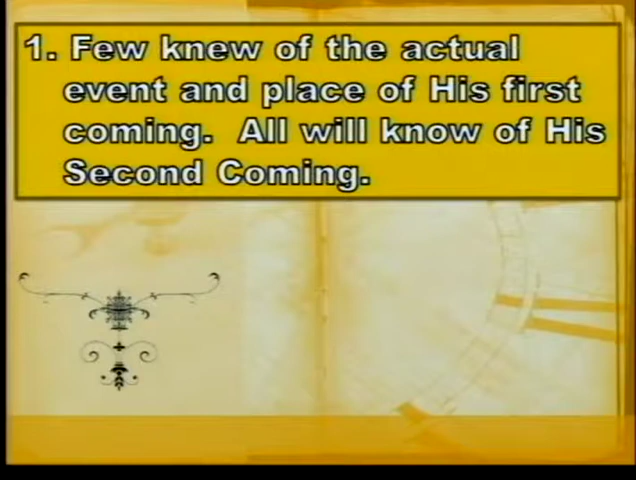 1. Few knew of the actual
event and place of His first
coming. All will know of His
Second Coming.